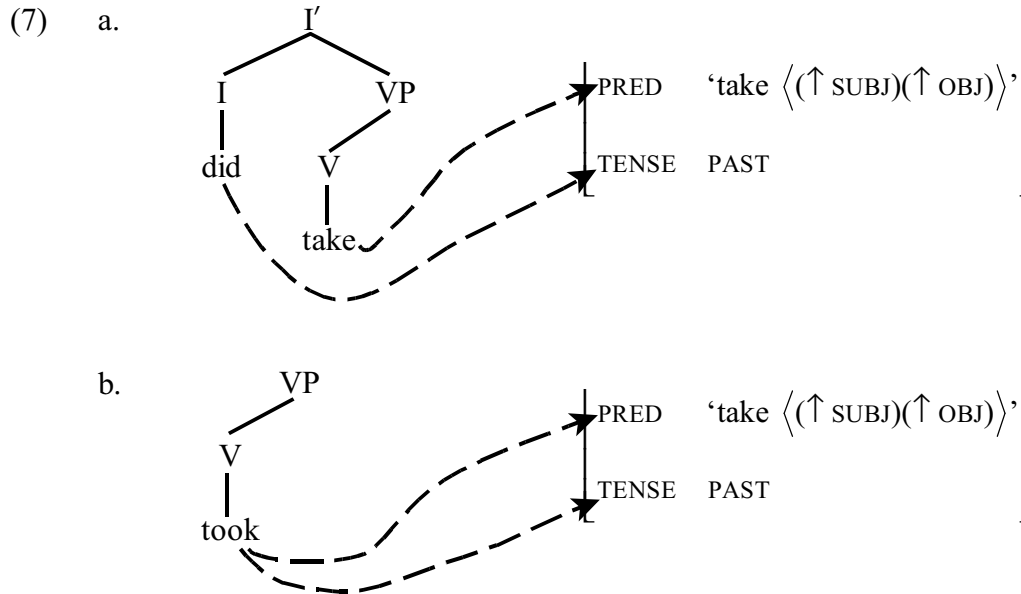 (7) a. I′
I VP PRED ‘take ⟨(↑ SUBJ)(↑ OBJ)⟩’
did V TENSE PAST
take
b. VP PRED ‘take ⟨(↑ SUBJ)(↑ OBJ)⟩’
V
TENSE PAST
took